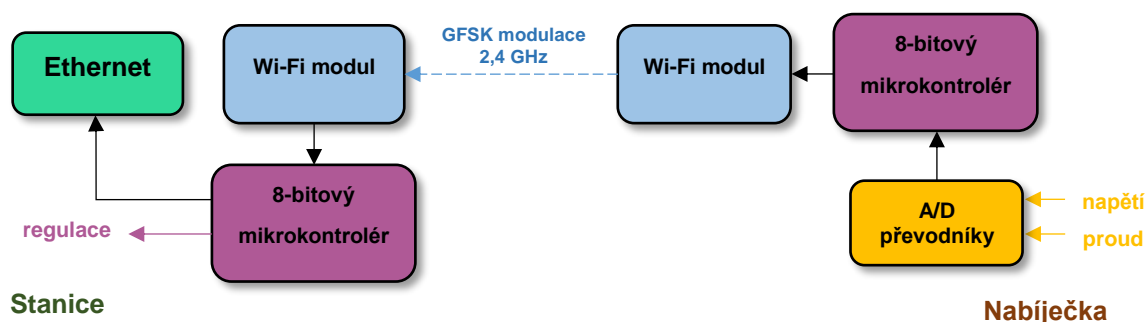 Ethernet
Wi-Fi modul
GFSK modulace
2,4 GHz
Wi-Fi modul
8-bitový
mikrokontrolér
8-bitový
mikrokontrolér
regulace
A/D
převodníky
napětí
proud
Stanice
Nabíječka